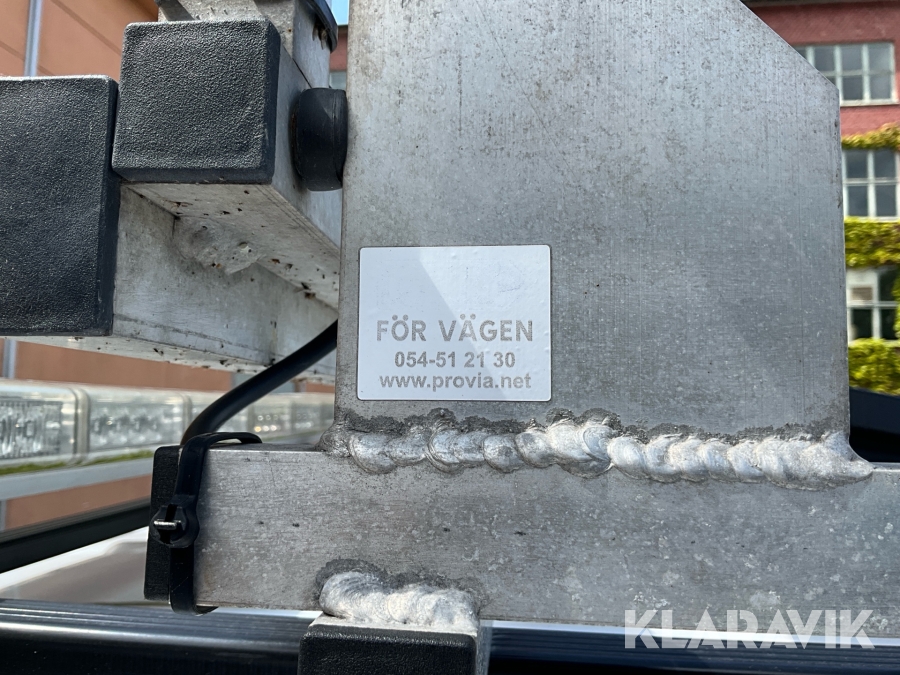 FÖR VÄGEN
054-51 21 30
www.provia.net
KLARAVIK